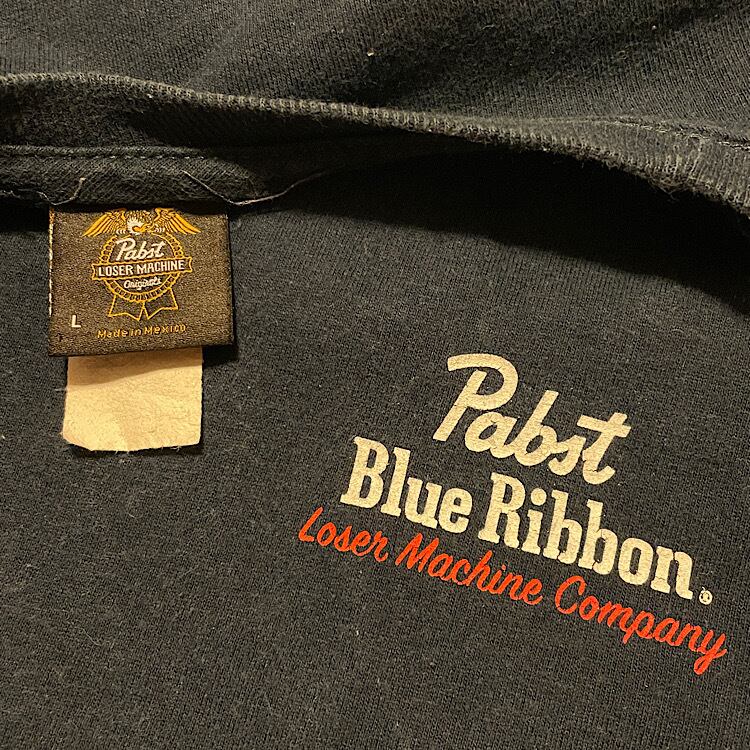 Pabst
LOSER MACHINE
Originals
L
Made in Mexico
Pabst
Blue Ribbon.®
Loser Machine Company